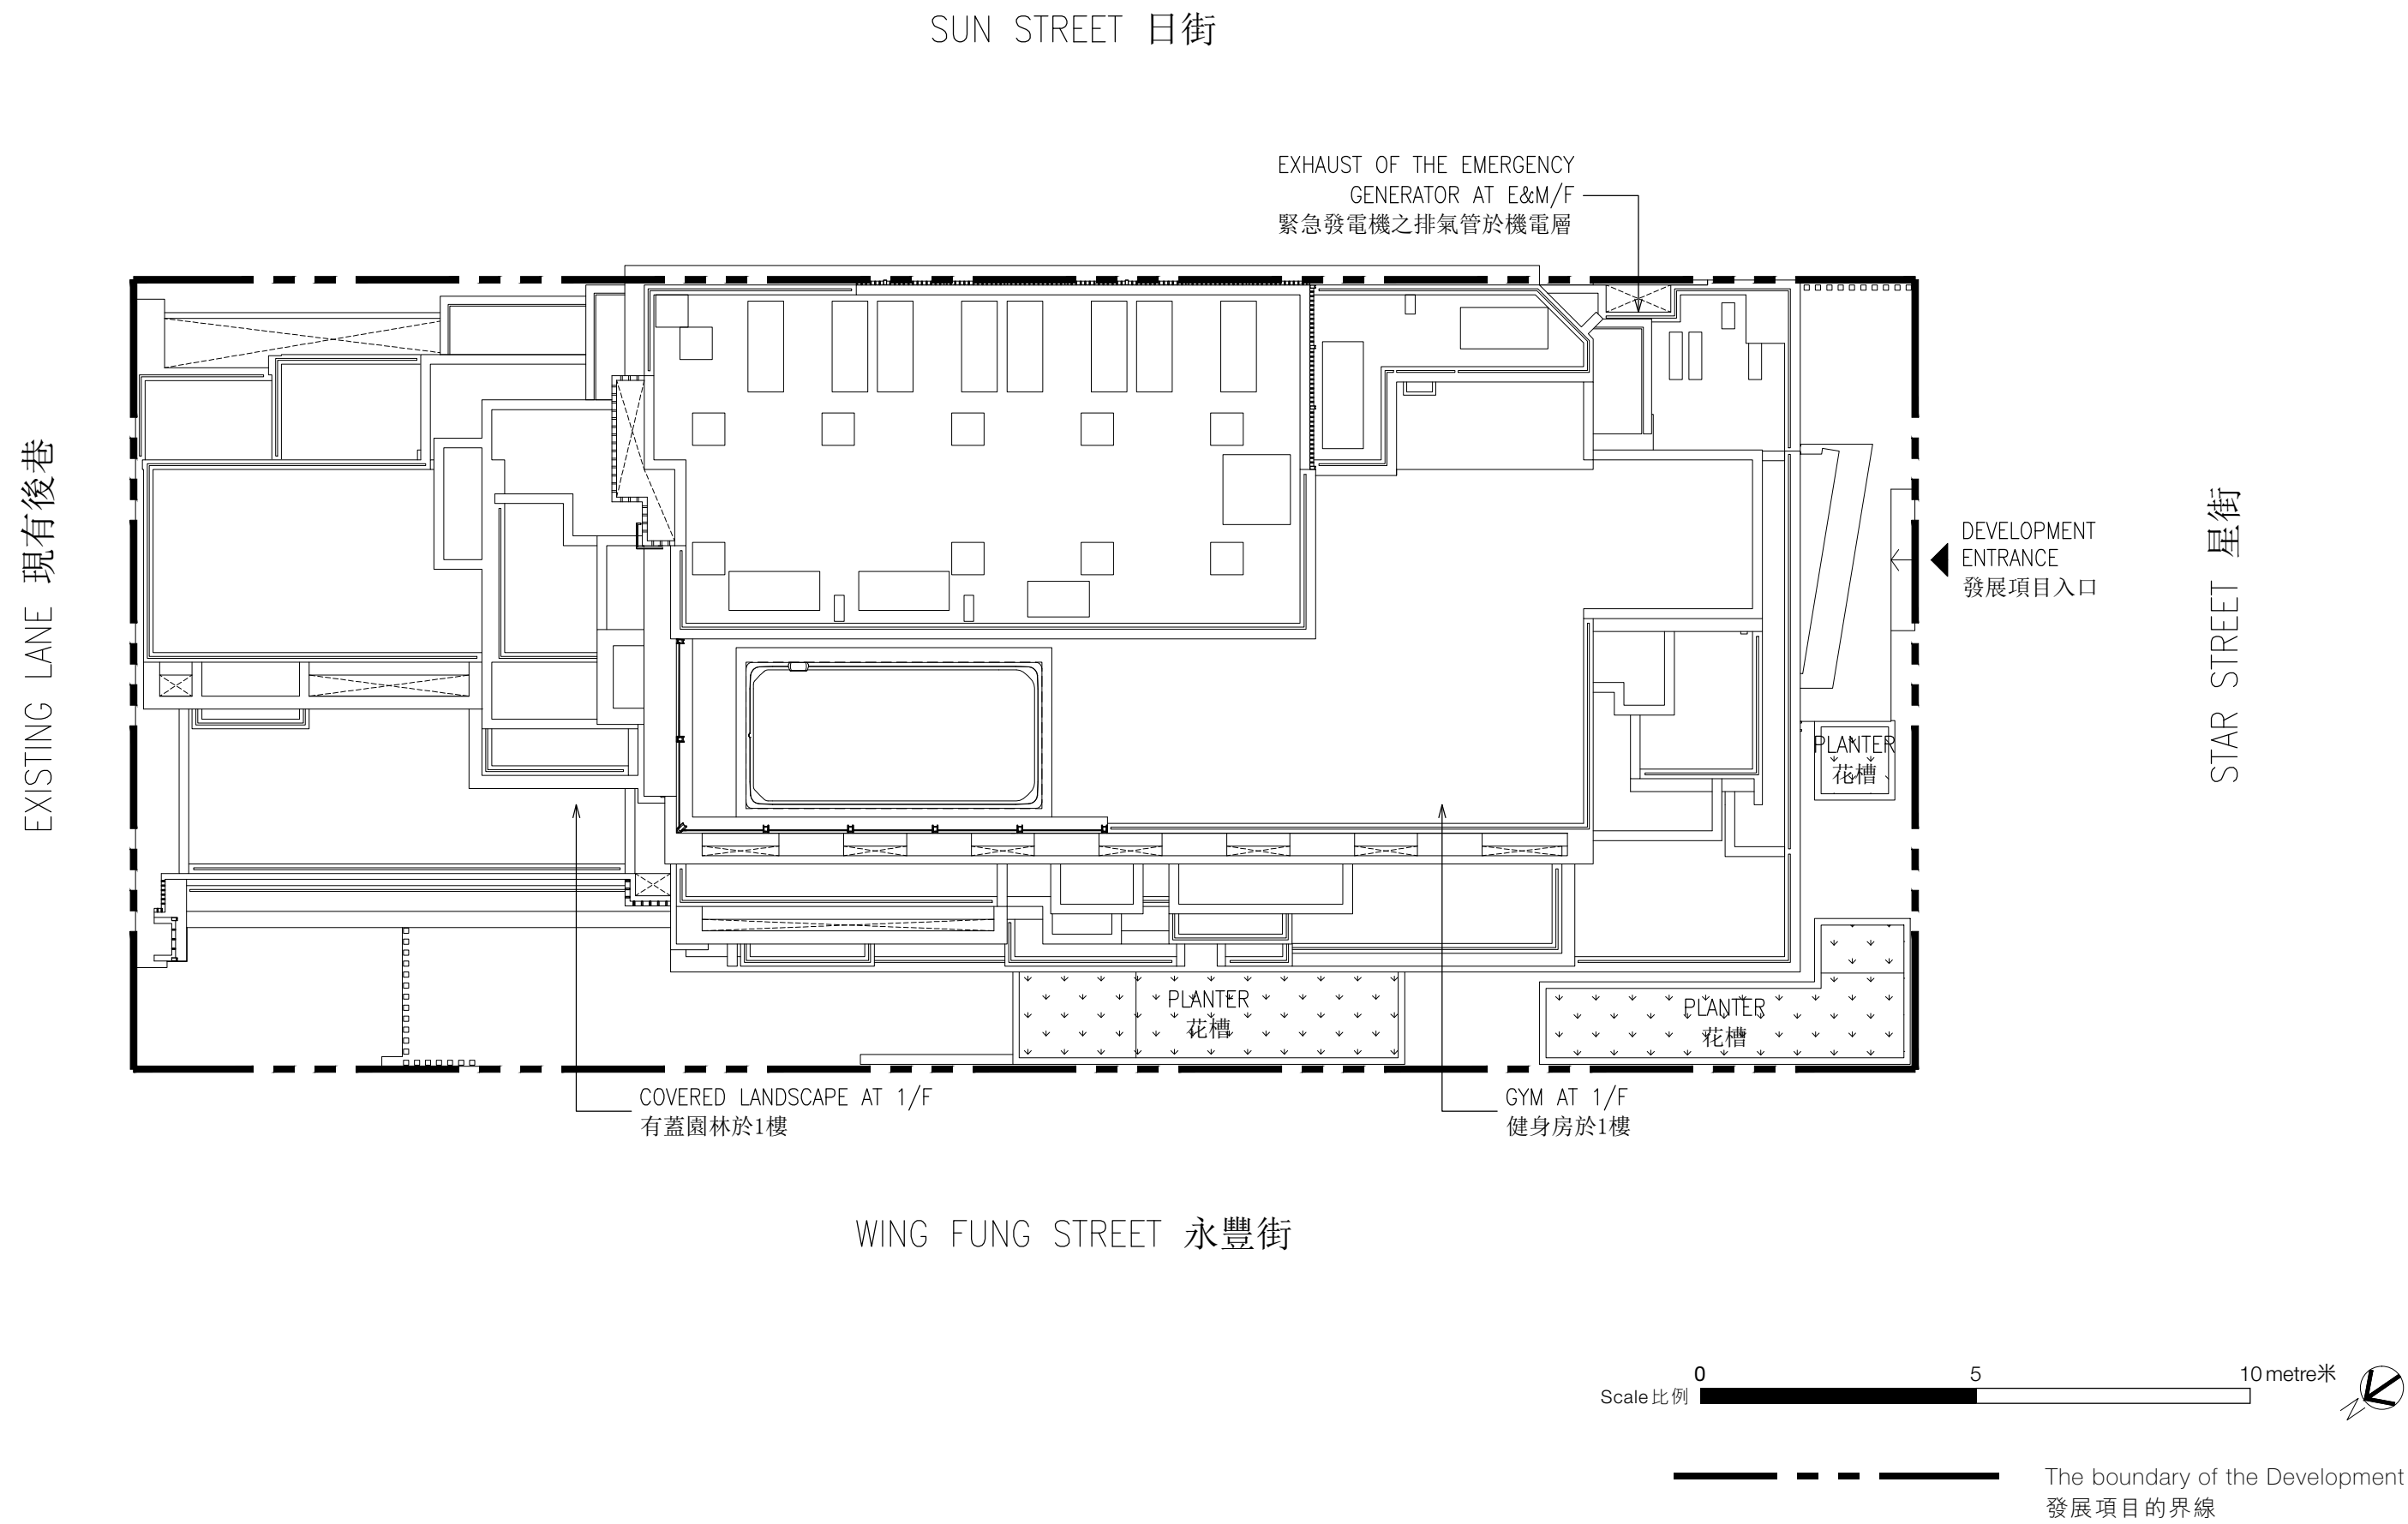 SUN STREET 日街
EXHAUST OF THE EMERGENCY
GENERATOR AT E&M/F
緊急發電機之排氣管於機電層
EXISTING LANE 現有後巷
DEVELOPMENT
ENTRANCE
發展項目入口
STAR STREET 星街
PLANTER
花槽
PLANTER
花槽
PLANTER
花槽
COVERED LANDSCAPE AT 1/F
有蓋園林於1樓
GYM AT 1/F
健身房於1樓
WING FUNG STREET 永豐街
0 5 10 metre米
Scale 比例
N
The boundary of the Development
發展項目的界線